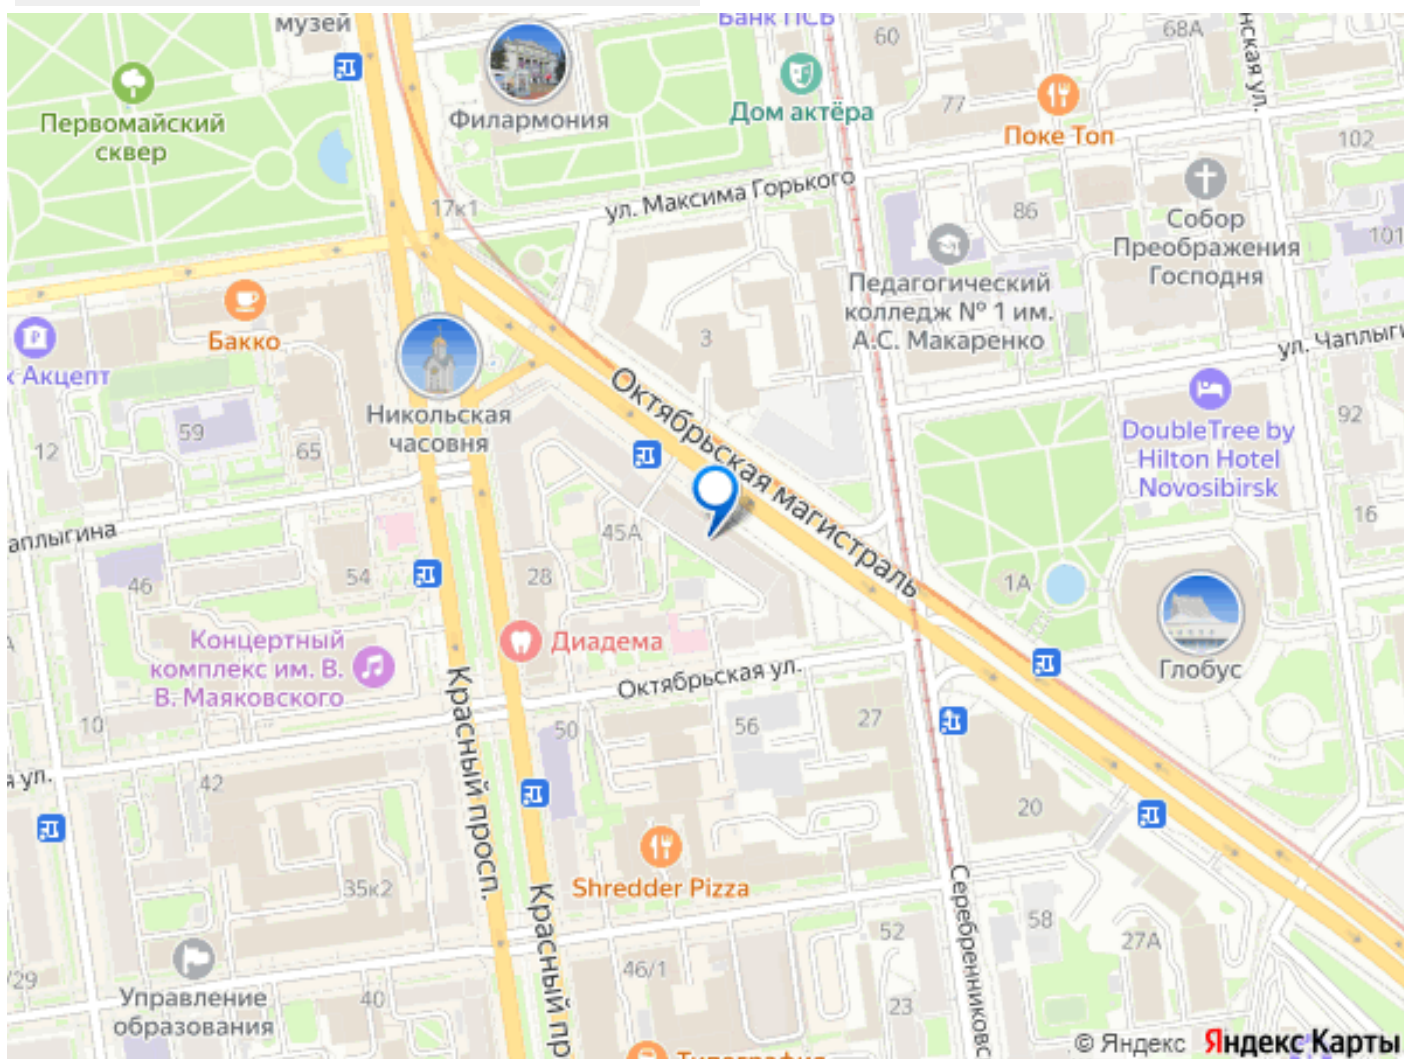 музей
Банк ПСБ
60
68А
Филармония
Дом актёра
77
Поке Топ
102
Первомайский
сквер
17к1
ул. Максима Горького
86
Собор
Преображения
Господня
101
Педагогический
колледж № 1 им.
А.С. Макаренко
3
Бакко
Акцепт
ул. Чаплыги
Никольская
часовня
Октябрьская магистраль
DoubleTree by
Hilton Hotel
Novosibirsk
92
12
59
65
16
аплыгина
45А
46
54
28
1А
Концертный
комплекс им. В.
В. Маяковского
Диадема
Глобус
Октябрьская ул.
10
Красный просп.
50
56
27
я ул.
42
20
35к2
Shredder Pizza
Красный пр
Серебренниковс
52
58
27А
/29
46/1
Управление
образования
40
23
© Яндекс Яндекс Карты